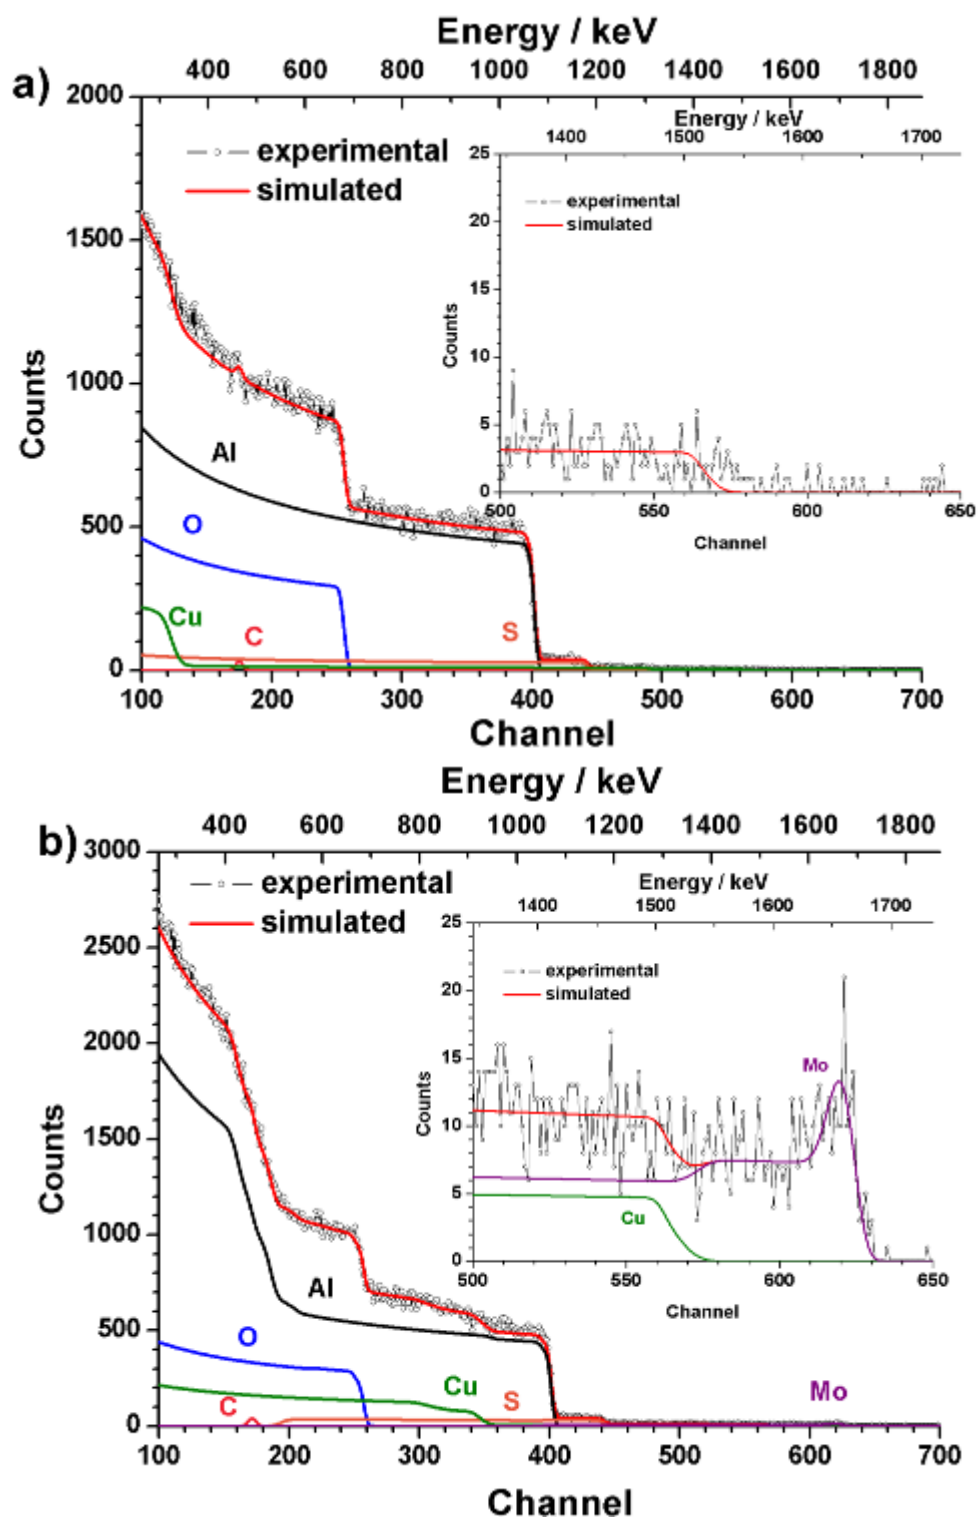 Energy / keV
400 600 800 1000 1200 1400 1600 1800
a)
2000
1500
1000
500
0
Counts
experimental
simulated
Al
O
Cu
C
S
100 200 300 400 500 600 700
Channel
Energy / keV
1400 1500 1600 1700
25
20
15
10
5
0
Counts
experimental
simulated
500 550 600 650
Channel
Energy / keV
400 600 800 1000 1200 1400 1600 1800
b)
3000
2500
2000
1500
1000
500
0
Counts
experimental
simulated
Al
O
Cu
C
S
Mo
100 200 300 400 500 600 700
Channel
Energy / keV
1400 1500 1600 1700
25
20
15
10
5
0
Counts
experimental
simulated
Mo
Cu
500 550 600 650
Channel